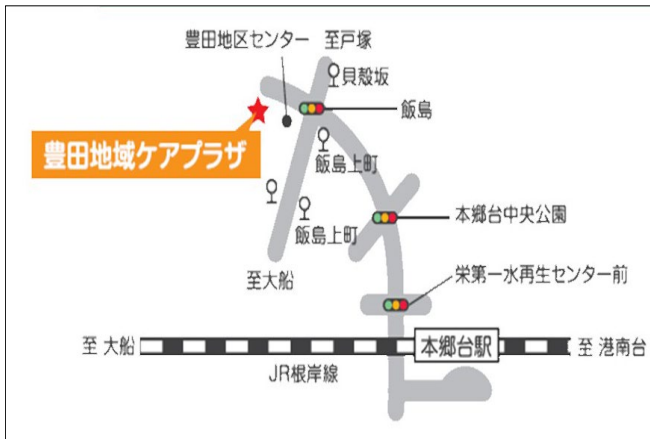 豊田地区センター
至戸塚
貝殻坂
飯島
豊田地域ケアプラザ
飯島上町
飯島上町
本郷台中央公園
至大船
栄第一水再生センター前
至 大船
本郷台駅
至 港南台
JR根岸線